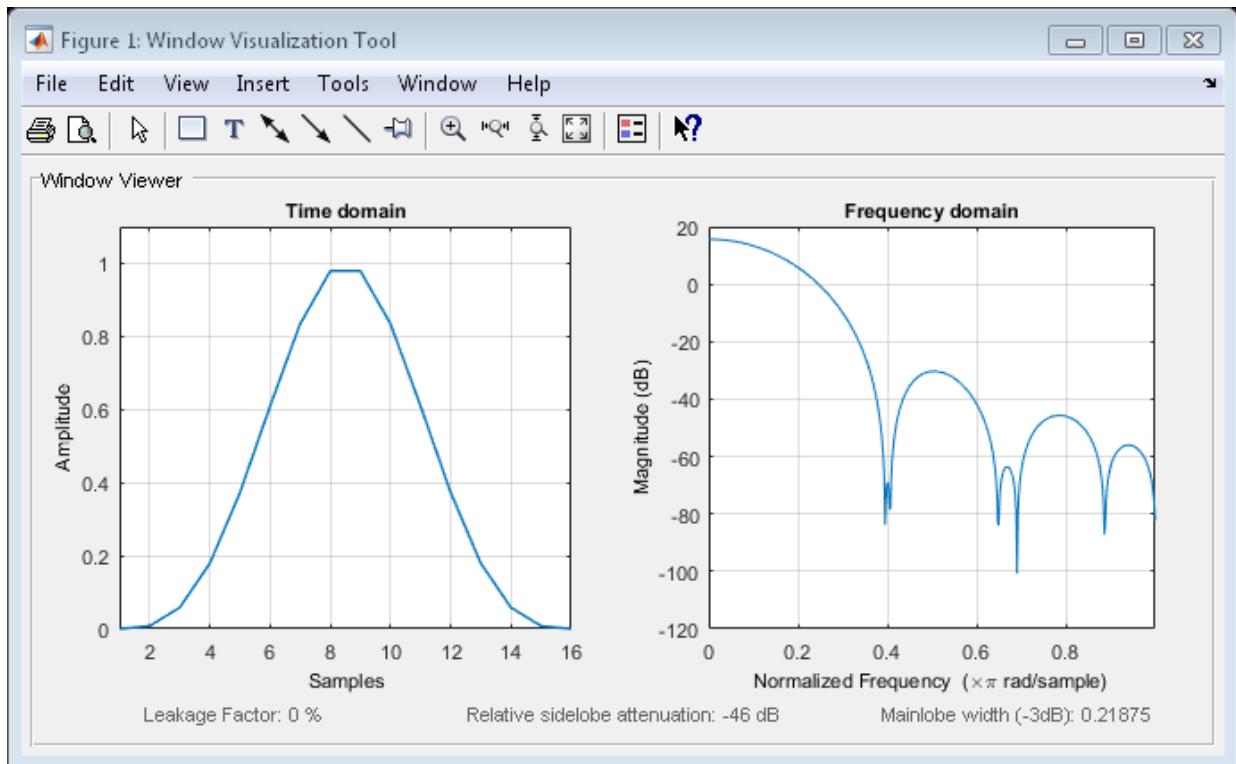 Figure 1: Window Visualization Tool
File Edit View Insert Tools Window Help
T
?
Window Viewer
Time domain
1
0.8
0.6
0.4
0.2
0
Amplitude
2 4 6 8 10 12 14 16
Samples
Frequency domain
20
0
-20
-40
-60
-80
-100
-120
Magnitude (dB)
0 0.2 0.4 0.6 0.8
Normalized Frequency (×π rad/sample)
Leakage Factor: 0 %
Relative sidelobe attenuation: -46 dB
Mainlobe width (-3dB): 0.21875